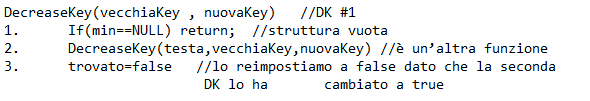 DecreaseKey(vecchiaKey , nuovaKey)   //DK #1
1.      If(min==NULL) return;  //struttura vuota
2.      DecreaseKey(testa,vecchiaKey,nuovaKey) //è un’altra funzione
3.      trovato=false   //lo reimpostiamo a false dato che la seconda
DK lo ha       cambiato a true